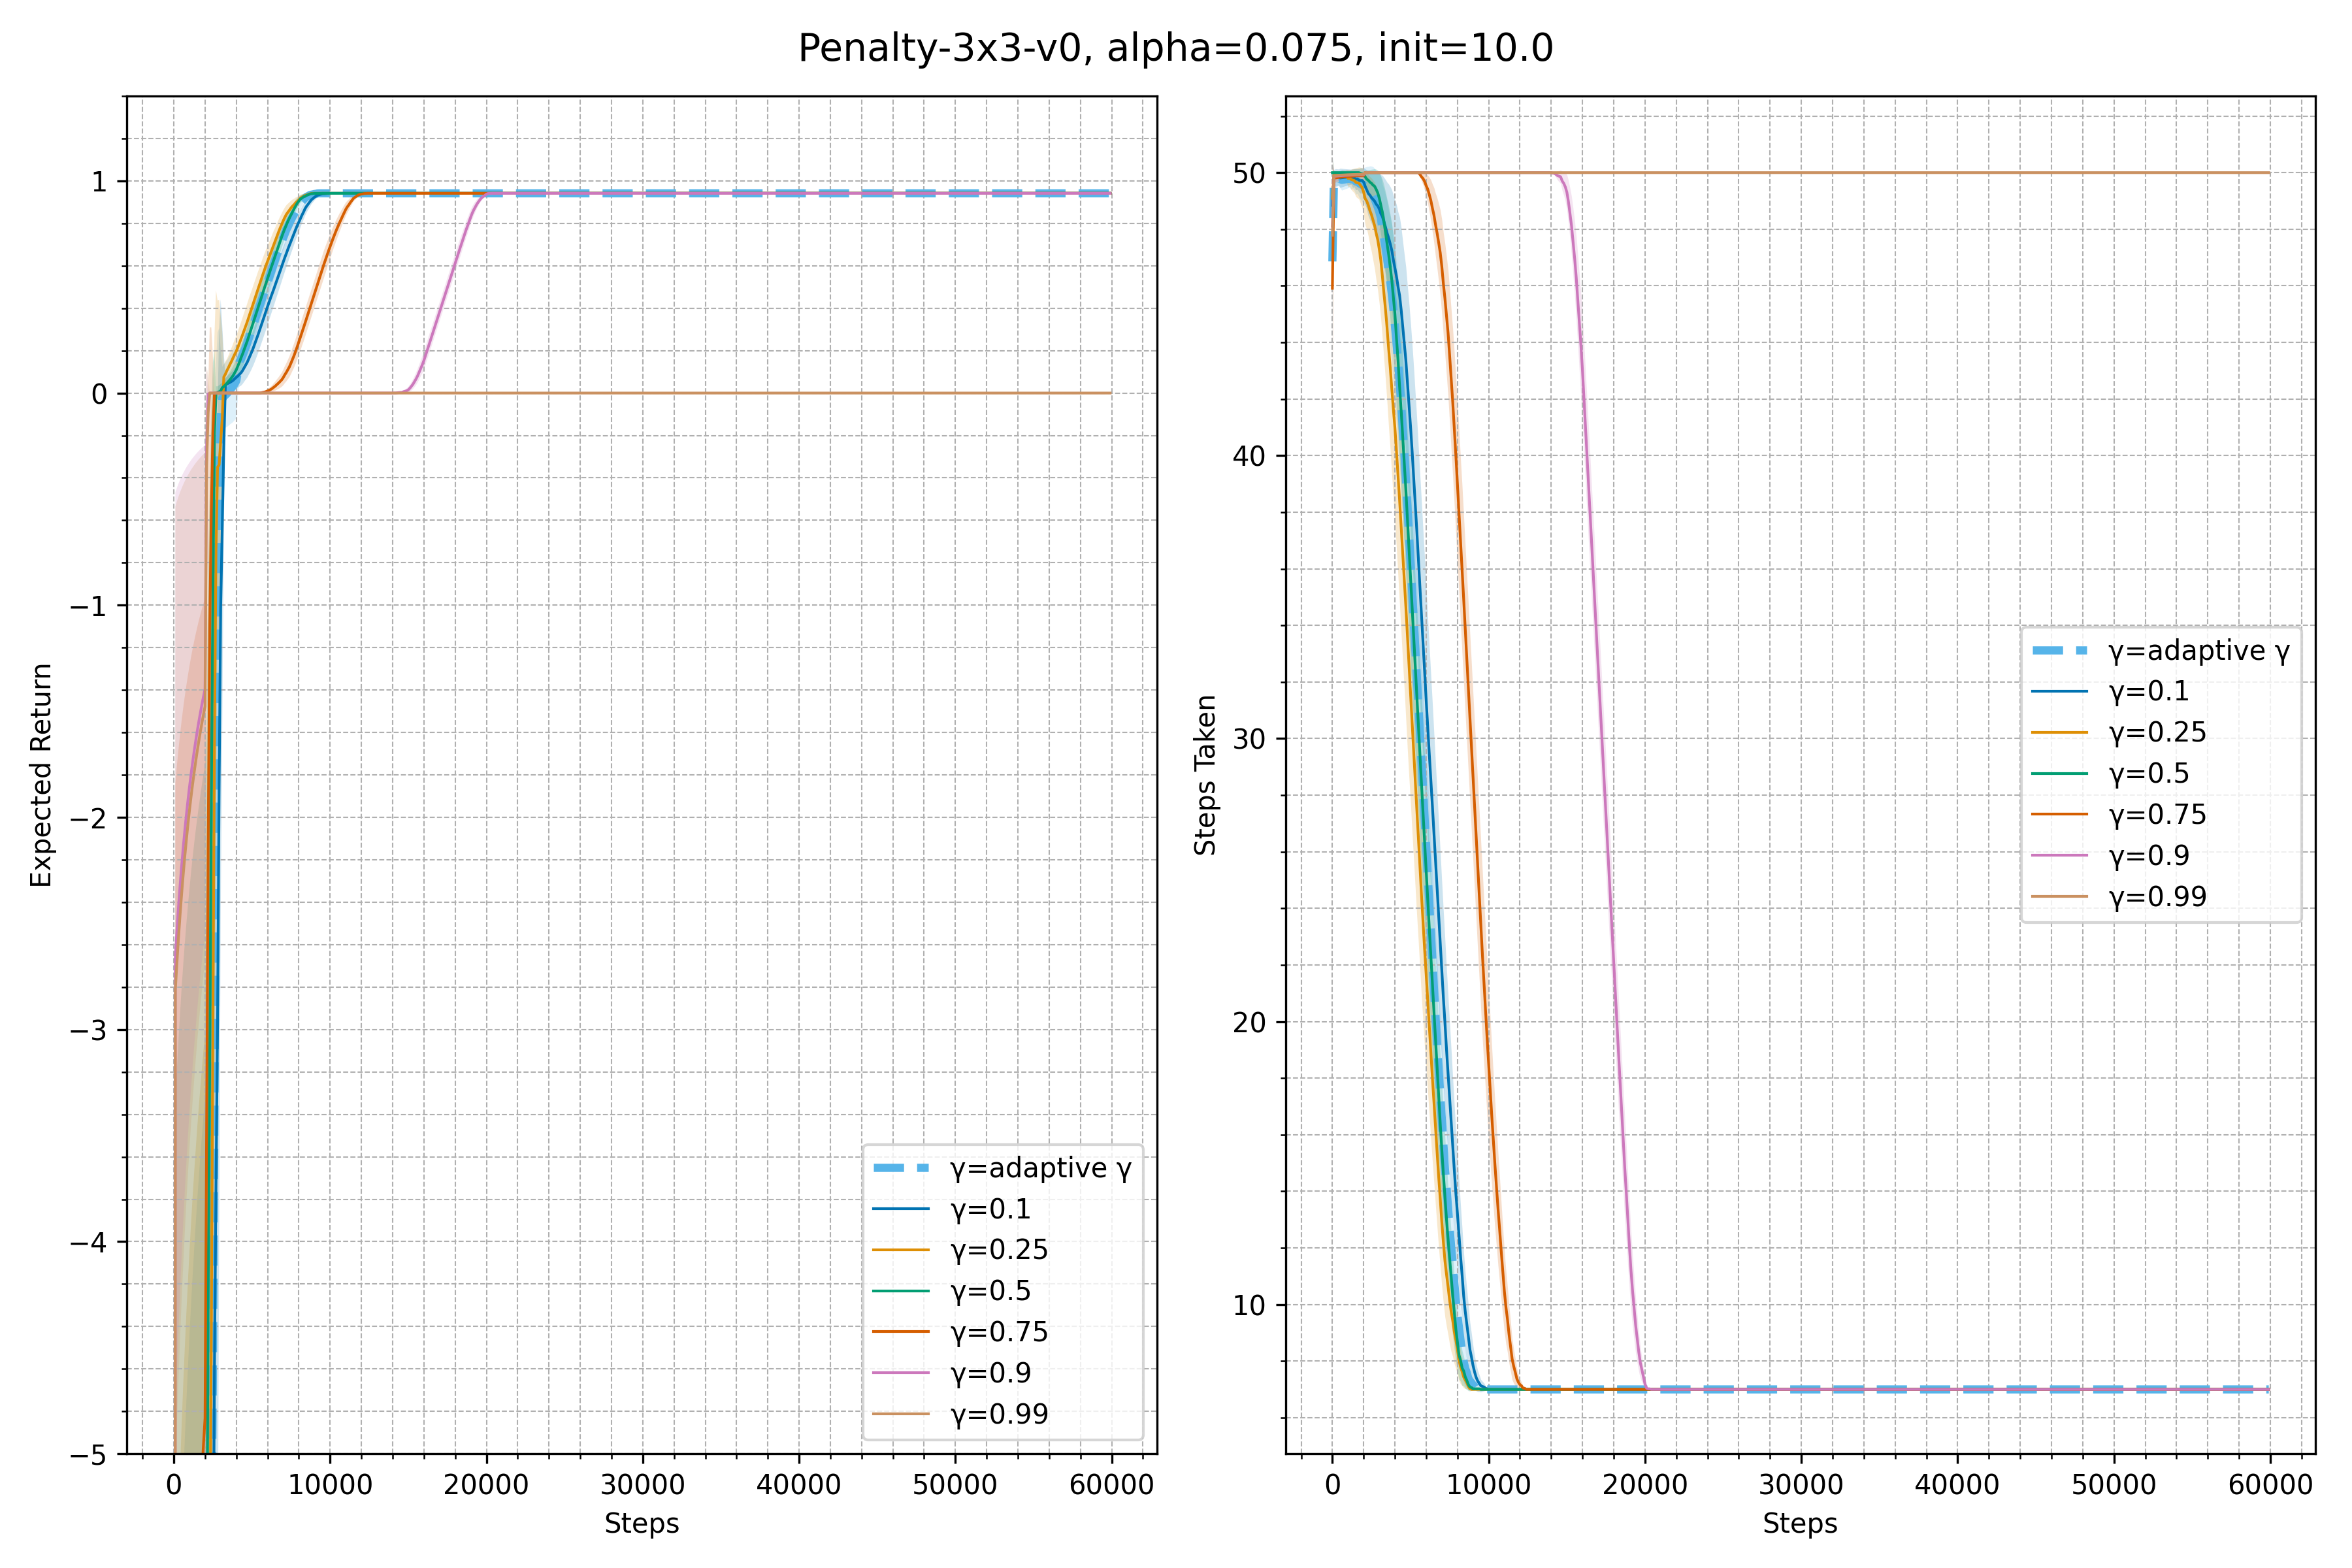 Penalty-3x3-v0, alpha=0.075, init=10.0
Expected Return
1
0
−1
−2
−3
−4
−5
0
10000
20000
30000
40000
50000
60000
Steps
γ=adaptive γ
γ=0.1
γ=0.25
γ=0.5
γ=0.75
γ=0.9
γ=0.99
Steps Taken
50
40
30
20
10
0
10000
20000
30000
40000
50000
60000
Steps
γ=adaptive γ
γ=0.1
γ=0.25
γ=0.5
γ=0.75
γ=0.9
γ=0.99